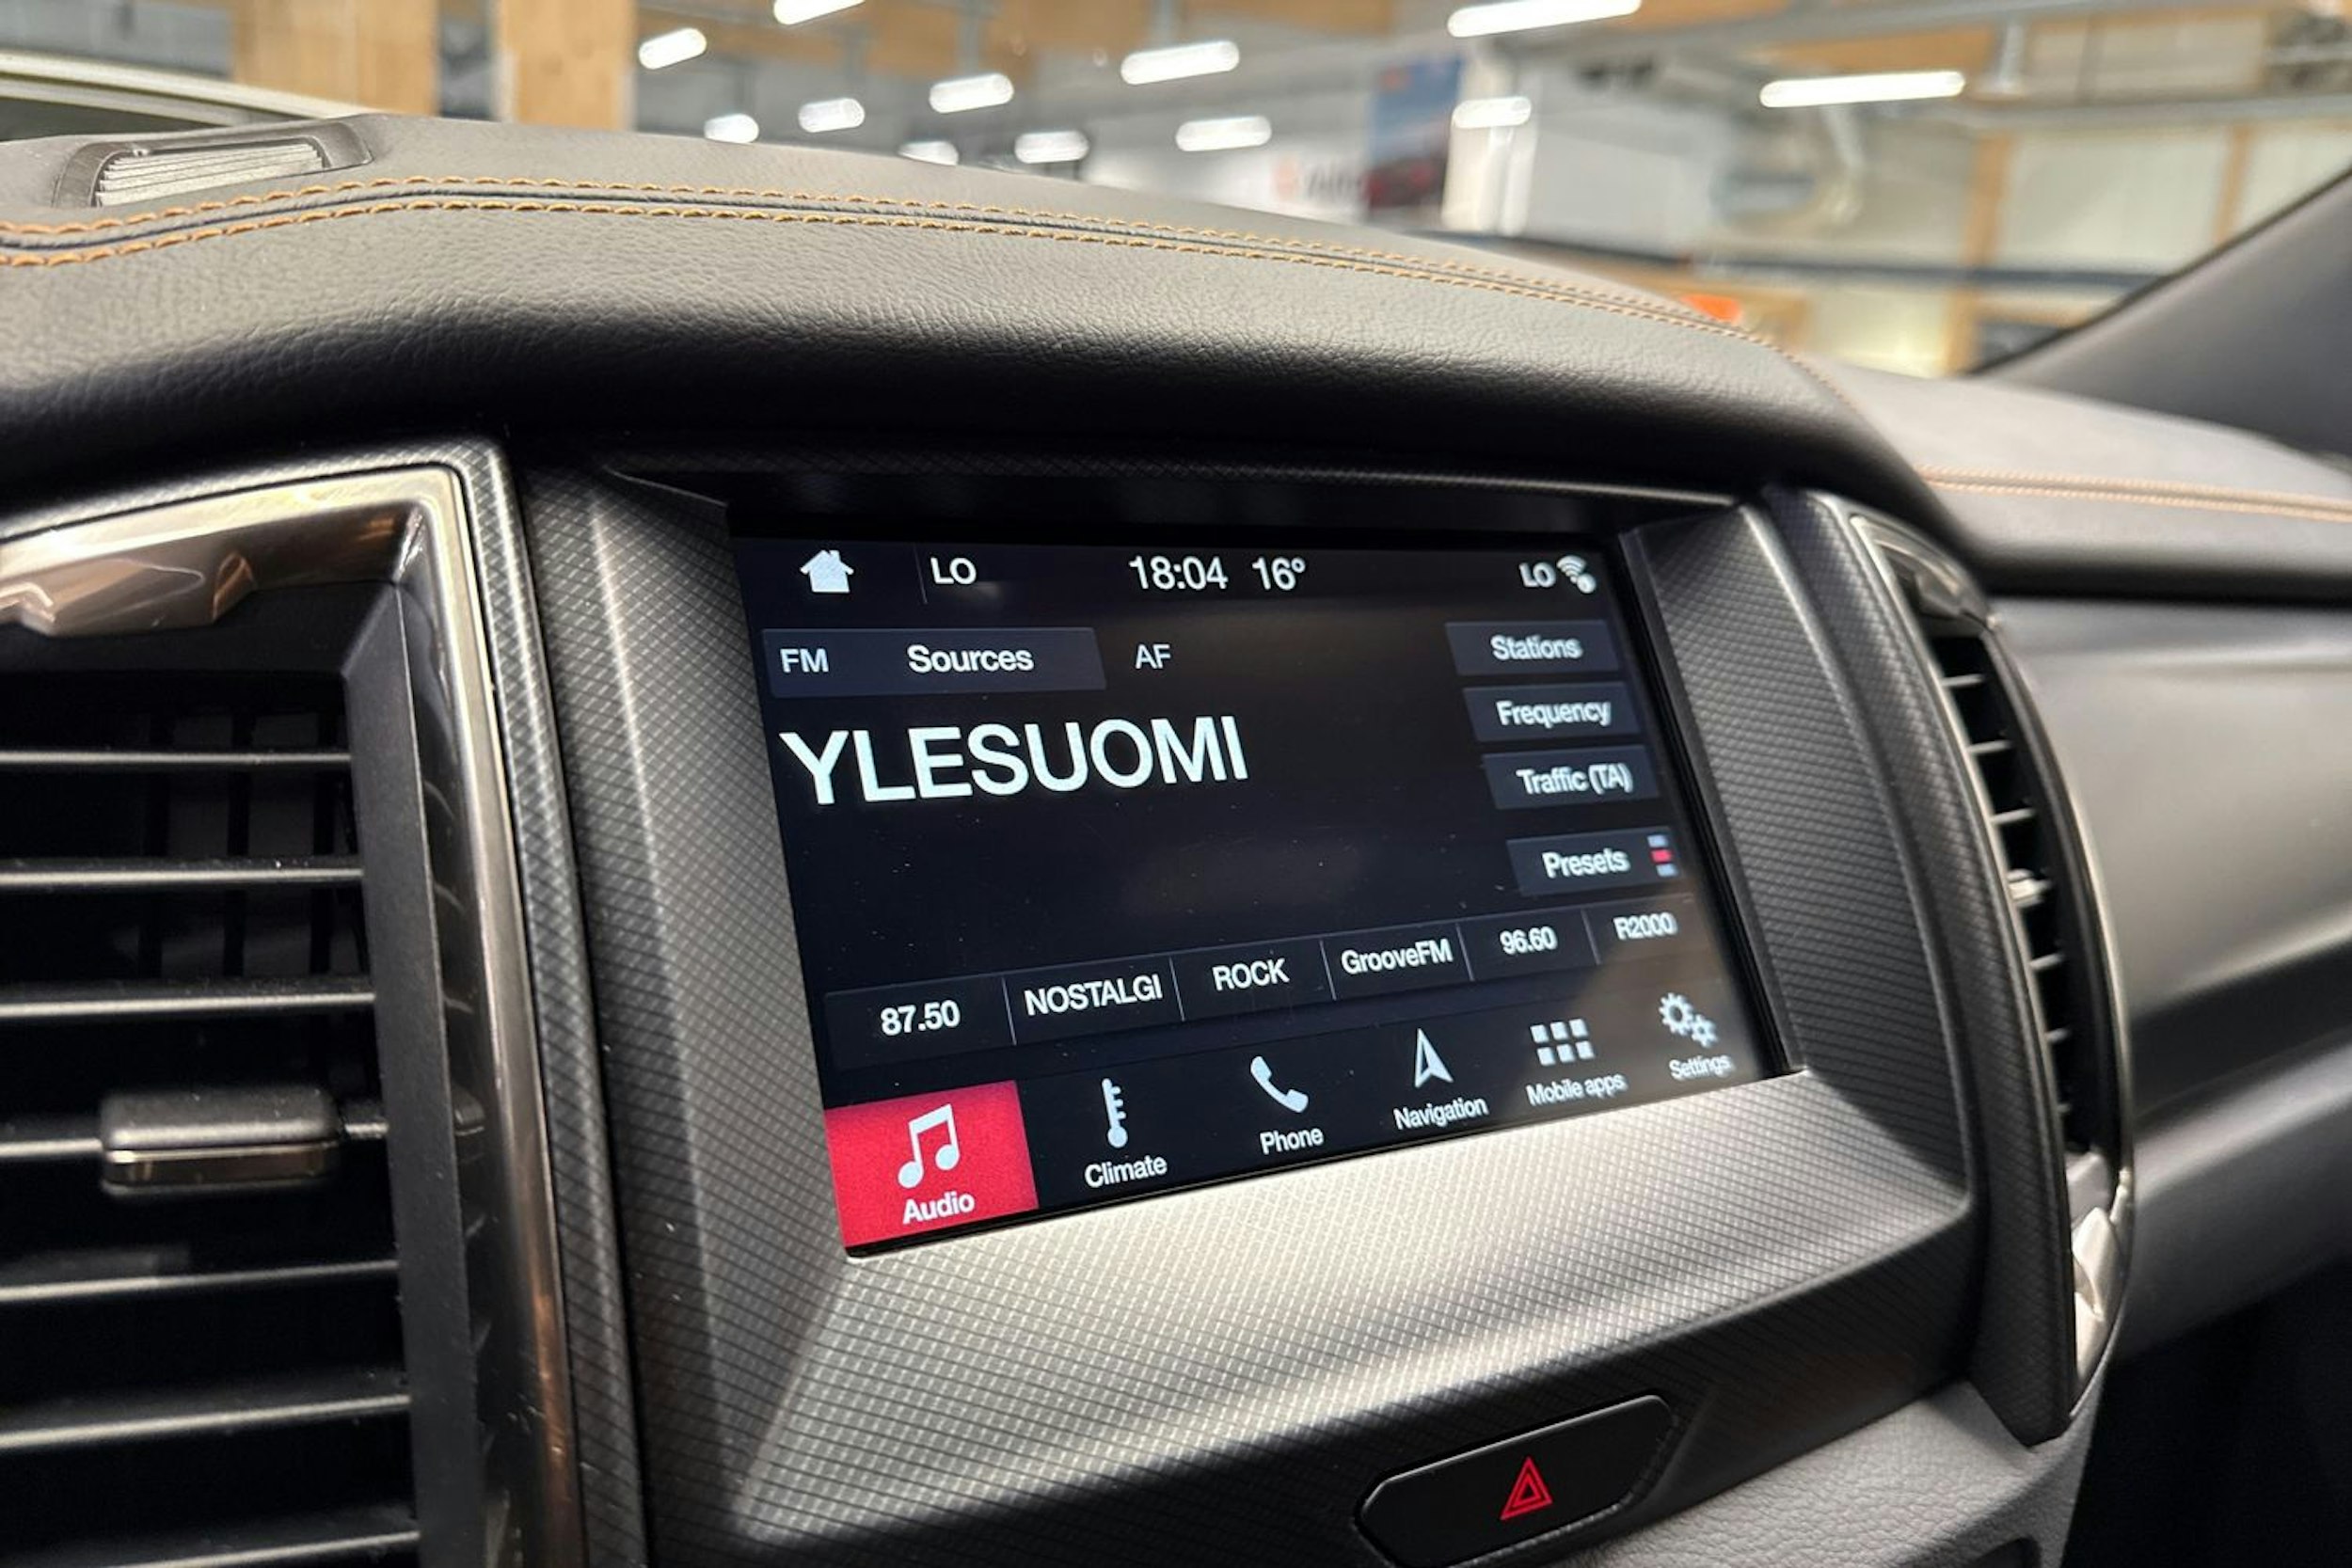 LO 18:04 16° LO
FM Sources AF Stations
YLESUOMI
Frequency
Traffic (TA)
Presets
87.50 NOSTALGI ROCK GrooveFM 96.60 R2000
Audio Climate Phone Navigation Mobile apps Settings